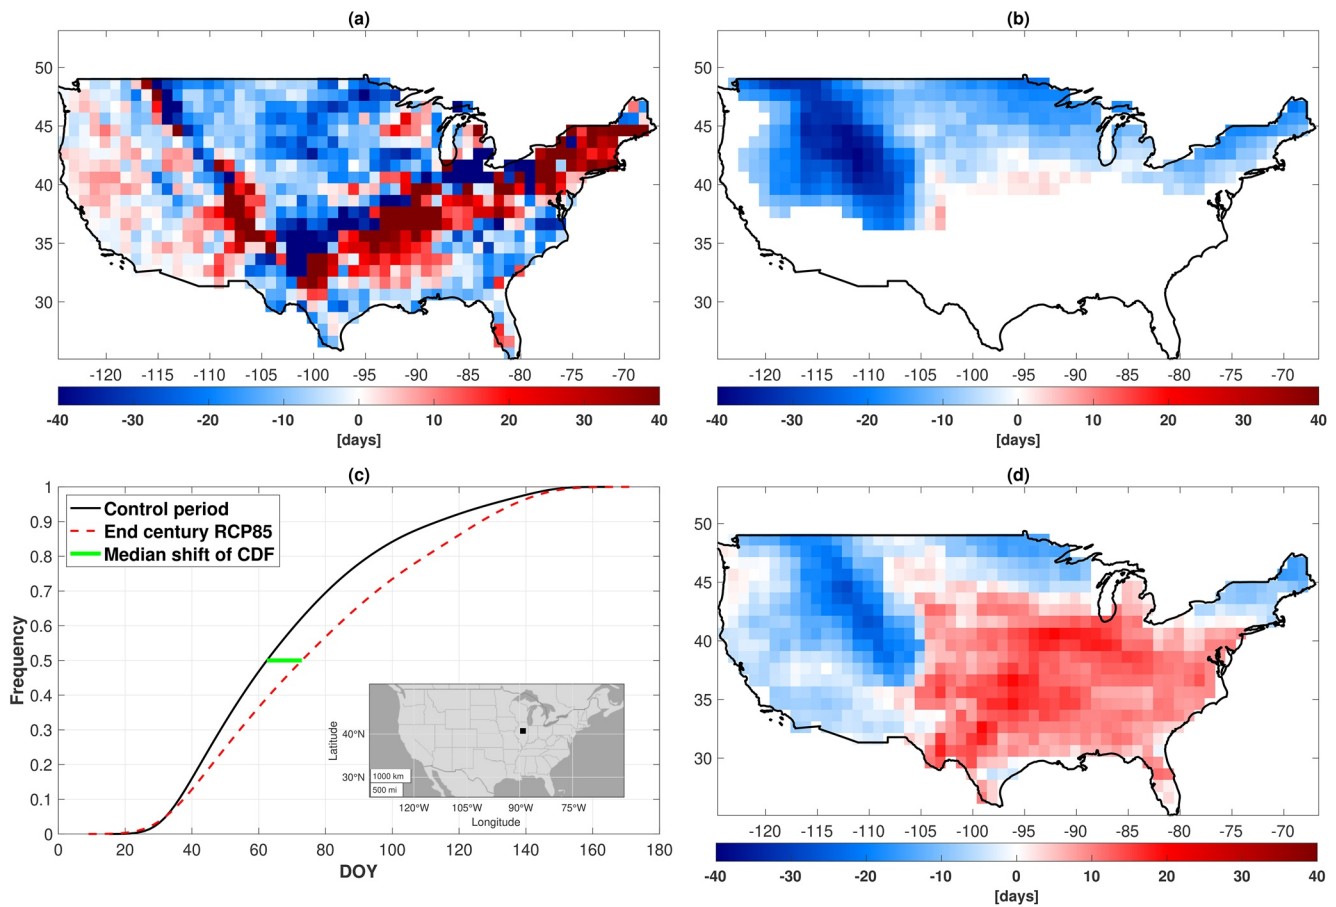 (a)
50
45
40
35
30
-120 -115 -110 -105 -100 -95 -90 -85 -80 -75 -70
-40 -30 -20 -10 0 10 20 30 40
[days]
(b)
50
45
40
35
30
-120 -115 -110 -105 -100 -95 -90 -85 -80 -75 -70
-40 -30 -20 -10 0 10 20 30 40
[days]
(c)
Frequency
1
0.9
0.8
0.7
0.6
0.5
0.4
0.3
0.2
0.1
0
Control period
End century RCP85
Median shift of CDF
Latitude
40°N
30°N
1000 km
500 mi
120°W 105°W 90°W 75°W
Longitude
0 20 40 60 80 100 120 140 160 180
DOY
(d)
50
45
40
35
30
-120 -115 -110 -105 -100 -95 -90 -85 -80 -75 -70
-40 -30 -20 -10 0 10 20 30 40
[days]